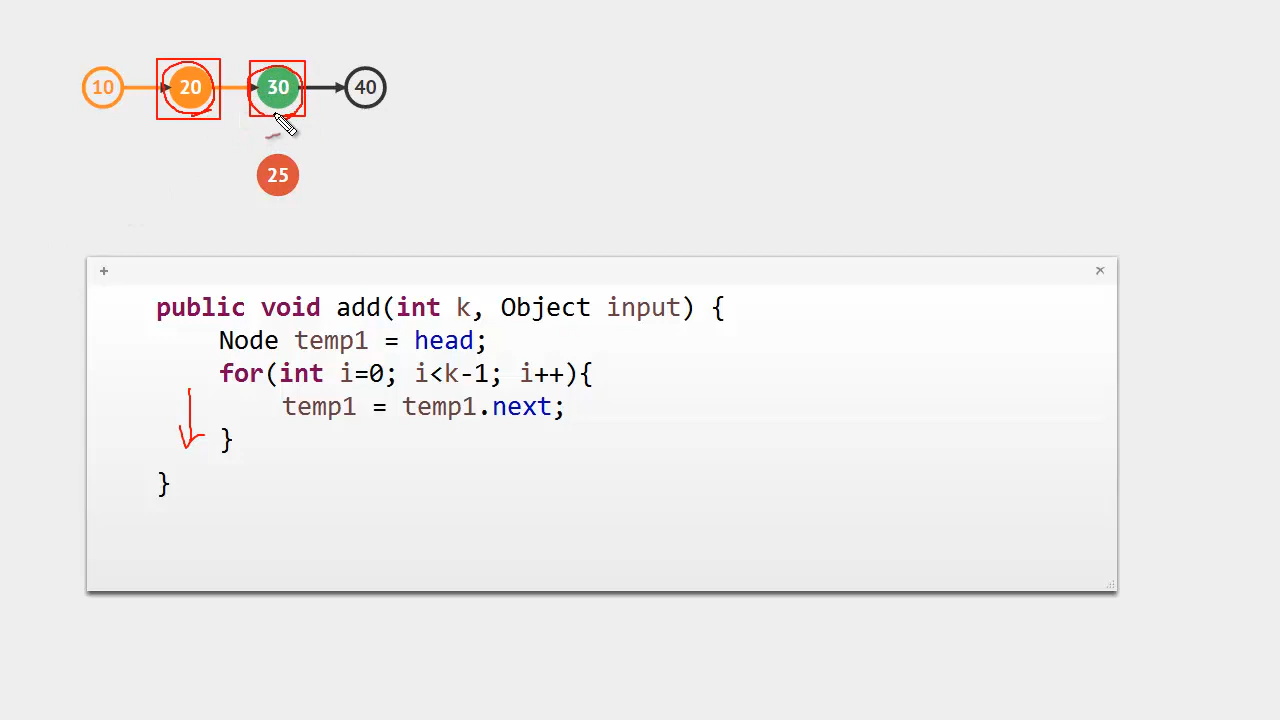 10 20 30 40
25
public void add(int k, Object input) {
Node temp1 = head;
for(int i=0; i<k-1; i++){
temp1 = temp1.next;
}
}